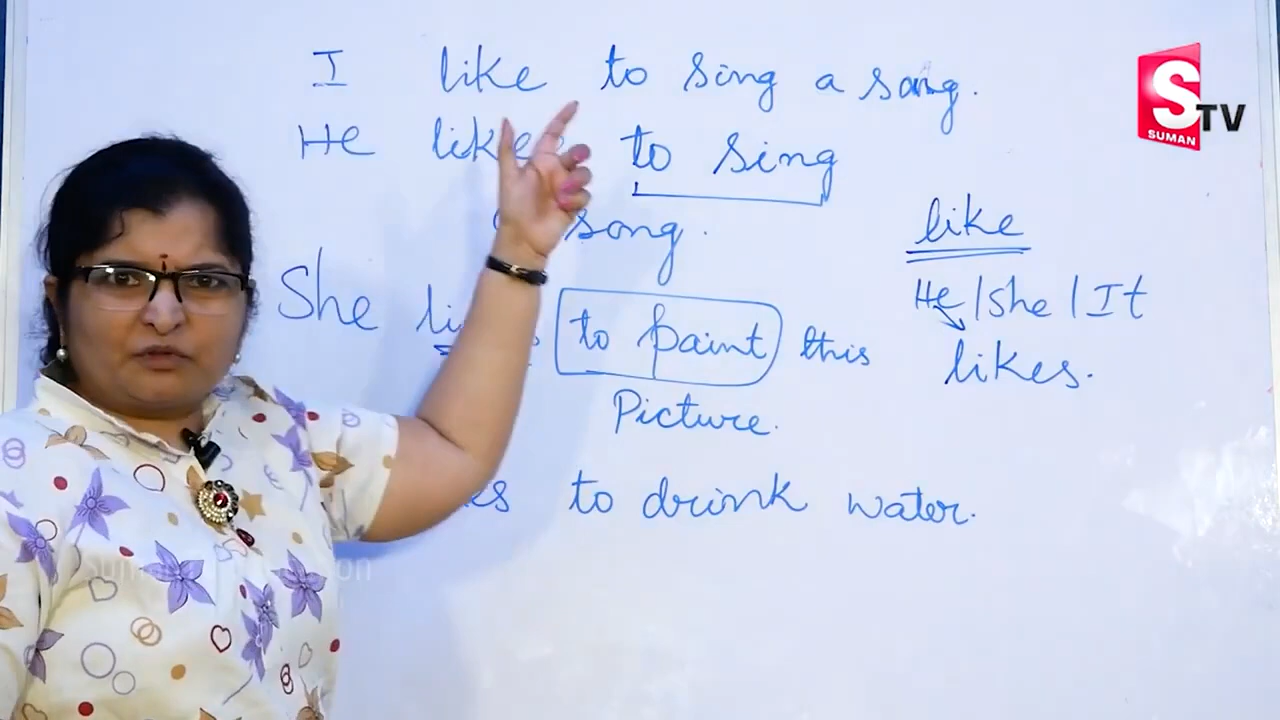 I like to sing a song.
He like to sing
song.
She to paint this
Picture.
to drink water.
like
He/She/It
likes.
S TV
SUMAN